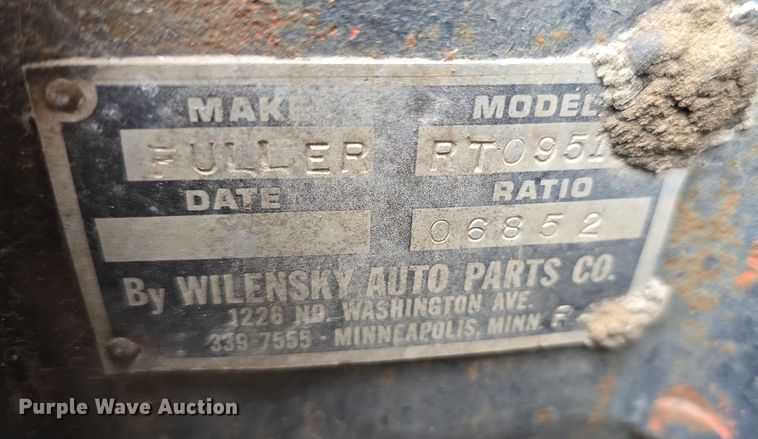 MAKE MODEL
FULLER RTO951
DATE RATIO
06852
By WILENSKY AUTO PARTS CO.
1226 NO. WASHINGTON AVE.
339 7555 - MINNEAPOLIS, MINN
Purple Wave Auction